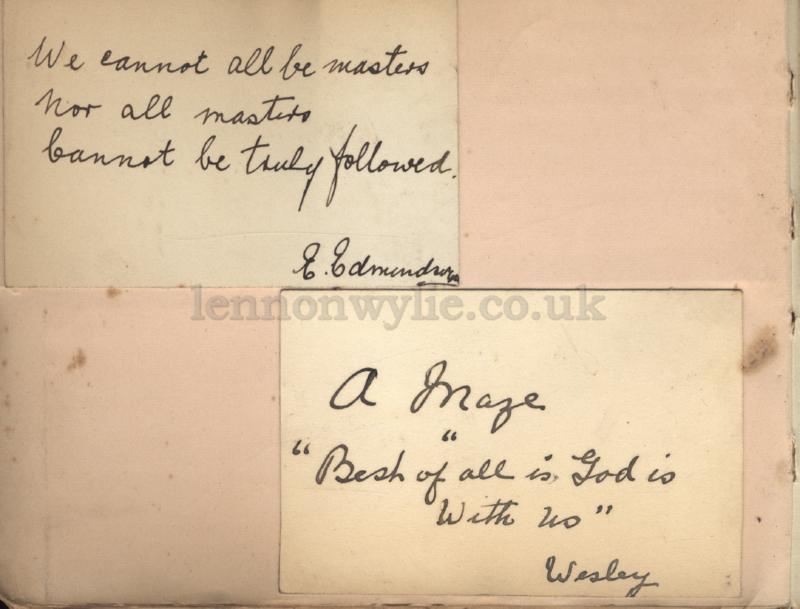 We cannot all be masters
Nor all masters
Cannot be truly followed.
E. Edmundson
lennonwylie.co.uk
A Maze
"
"Best of all is God is
With us"
Wesley